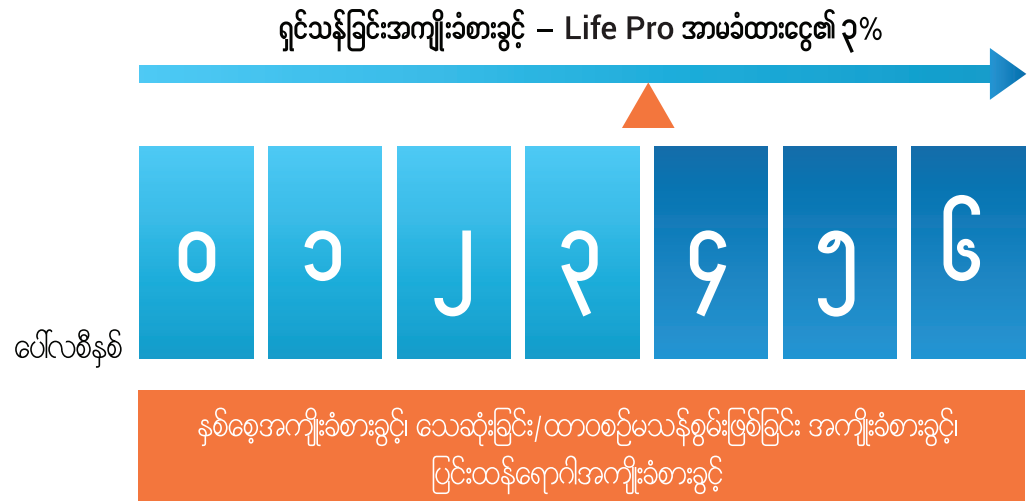 ရှင်သန်ခြင်းအကျိုးခံစားခွင့် – Life Pro အာမခံထားငွေ၏ ၃%
၀ ၁ ၂ ၃ ၄ ၅ ၆
ပေါ်လစီနှစ်
နှစ်စေ့အကျိုးခံစားခွင့်၊ သေဆုံးခြင်း/ထာဝစဉ်မသန်စွမ်းဖြစ်ခြင်း အကျိုးခံစားခွင့်၊
ပြင်းထန်ရောဂါအကျိုးခံစားခွင့်